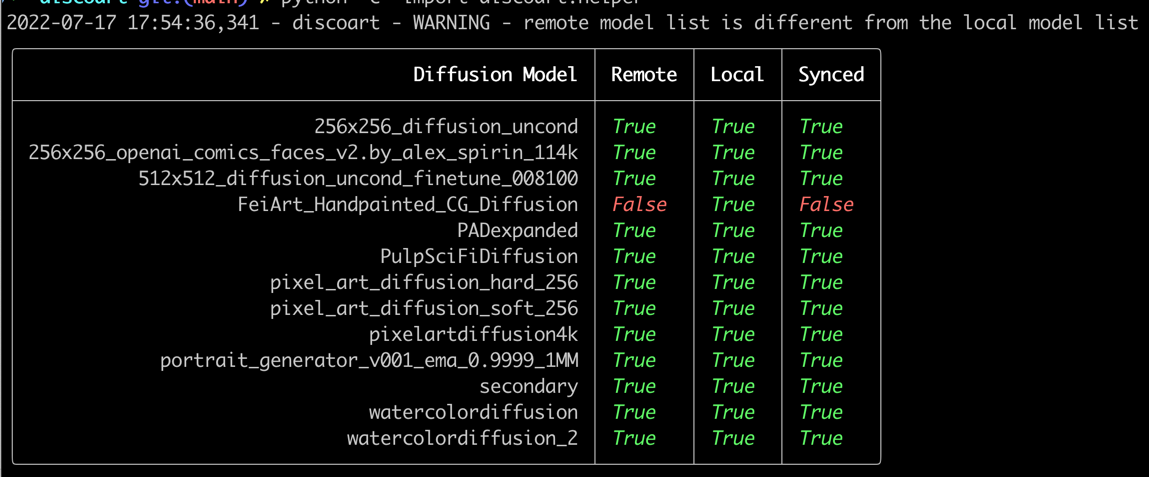 discoart git:(main) ✗ python -c "import discoart.helper"
2022-07-17 17:54:36,341 - discoart - WARNING - remote model list is different from the local model list
Diffusion Model Remote Local Synced
256x256_diffusion_uncond True True True
256x256_openai_comics_faces_v2.by_alex_spirin_114k True True True
512x512_diffusion_uncond_finetune_008100 True True True
FeiArt_Handpainted_CG_Diffusion False True False
PADexpanded True True True
PulpSciFiDiffusion True True True
pixel_art_diffusion_hard_256 True True True
pixel_art_diffusion_soft_256 True True True
pixelartdiffusion4k True True True
portrait_generator_v001_ema_0.9999_1MM True True True
secondary True True True
watercolordiffusion True True True
watercolordiffusion_2 True True True